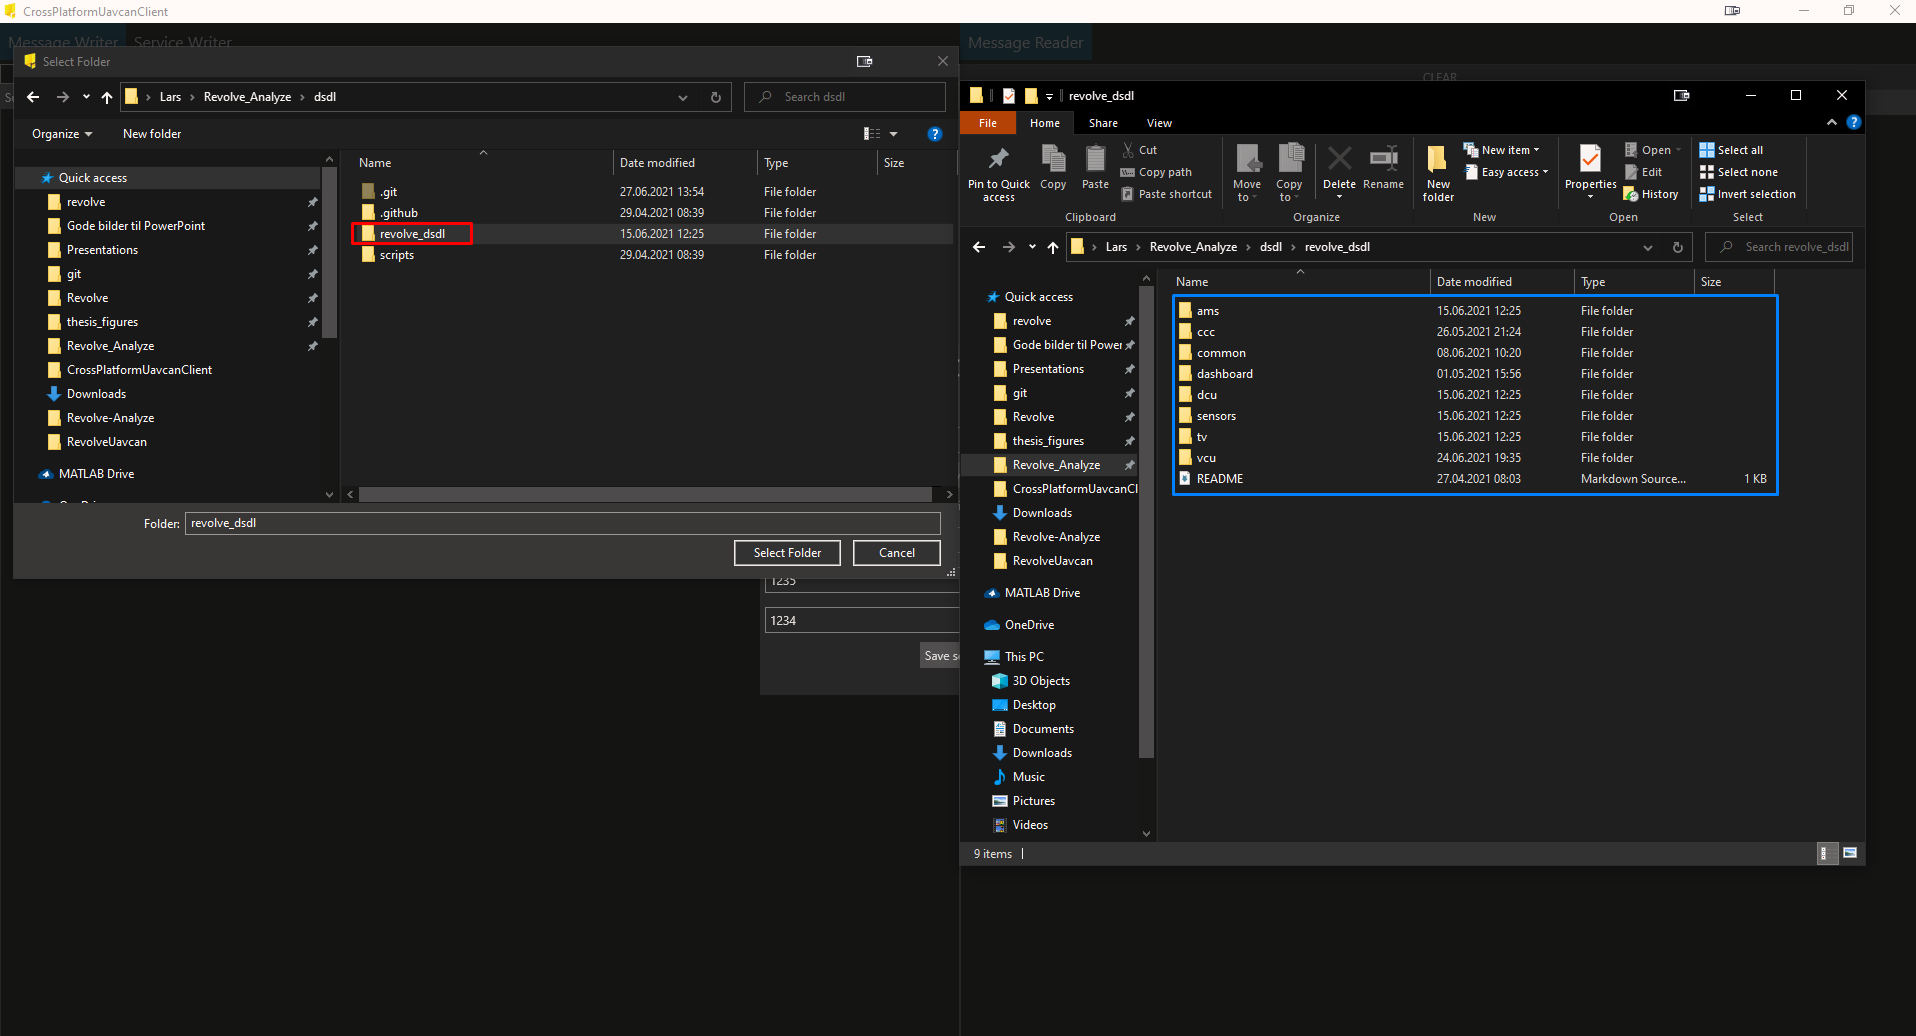 CrossPlatformUavcanClient
Message Writer Service Writer
Message Reader
CLEAR
Select Folder
Lars > Revolve_Analyze > dsdl
Search dsdl
Organize
New folder
Quick access
revolve
Gode bilder til PowerPoint
Presentations
git
Revolve
thesis_figures
Revolve_Analyze
CrossPlatformUavcanClient
Downloads
Revolve-Analyze
RevolveUavcan
MATLAB Drive
Name Date modified Type Size
.git 27.06.2021 13:54 File folder
.github 29.04.2021 08:39 File folder
revolve_dsdl 15.06.2021 12:25 File folder
scripts 29.04.2021 08:39 File folder
Folder: revolve_dsdl
Select Folder Cancel
1235
1234
Save s
revolve_dsdl
File Home Share View
Pin to Quick access
Copy
Paste
Cut
Copy path
Paste shortcut
Clipboard
Move to
Copy to
Delete
Rename
Organize
New folder
New item
Easy access
New
Properties
Open
Edit
History
Open
Select all
Select none
Invert selection
Select
Lars > Revolve_Analyze > dsdl > revolve_dsdl
Search revolve_dsdl
Quick access
revolve
Gode bilder til Power
Presentations
git
Revolve
thesis_figures
Revolve_Analyze
CrossPlatformUavcanCl
Downloads
Revolve-Analyze
RevolveUavcan
MATLAB Drive
OneDrive
This PC
3D Objects
Desktop
Documents
Downloads
Music
Pictures
Videos
Name Date modified Type Size
ams 15.06.2021 12:25 File folder
ccc 26.05.2021 21:24 File folder
common 08.06.2021 10:20 File folder
dashboard 01.05.2021 15:56 File folder
dcu 15.06.2021 12:25 File folder
sensors 15.06.2021 12:25 File folder
tv 15.06.2021 12:25 File folder
vcu 24.06.2021 19:35 File folder
README 27.04.2021 08:03 Markdown Source... 1 KB
9 items